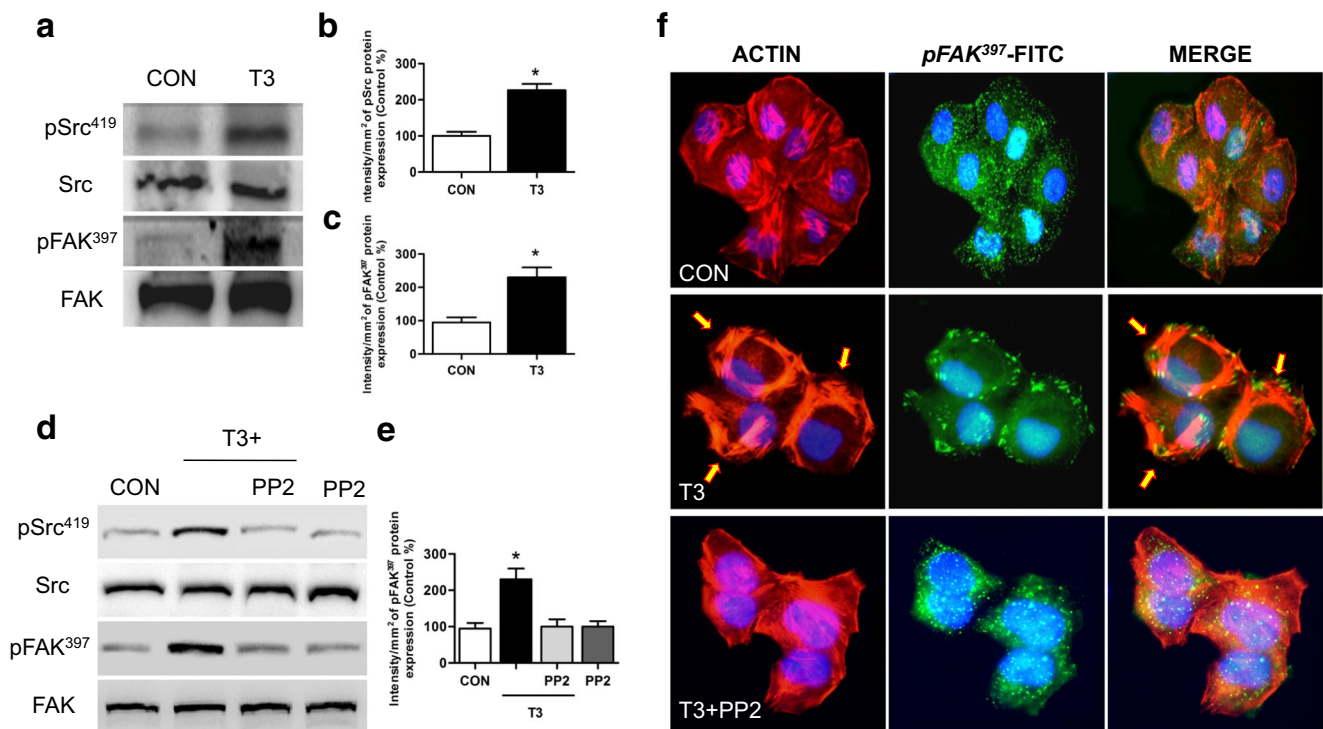 a
CON T3
pSrc⁴¹⁹
Src
pFAK³⁹⁷
FAK
b
ntensity/mm² of pSrc protein
expression (Control %)
300
200
100
0
*
CON T3
c
Intensity/mm² of pFAK³⁹⁷ protein
expression (Control %)
300
200
100
0
*
CON T3
d
T3+
CON PP2 PP2
pSrc⁴¹⁹
Src
pFAK³⁹⁷
FAK
e
Intensity/mm² of pFAK³⁹⁷ protein
expression (Control %)
300
200
100
0
*
CON PP2 PP2
T3
f
ACTIN pFAK³⁹⁷-FITC MERGE
CON
T3
T3+PP2